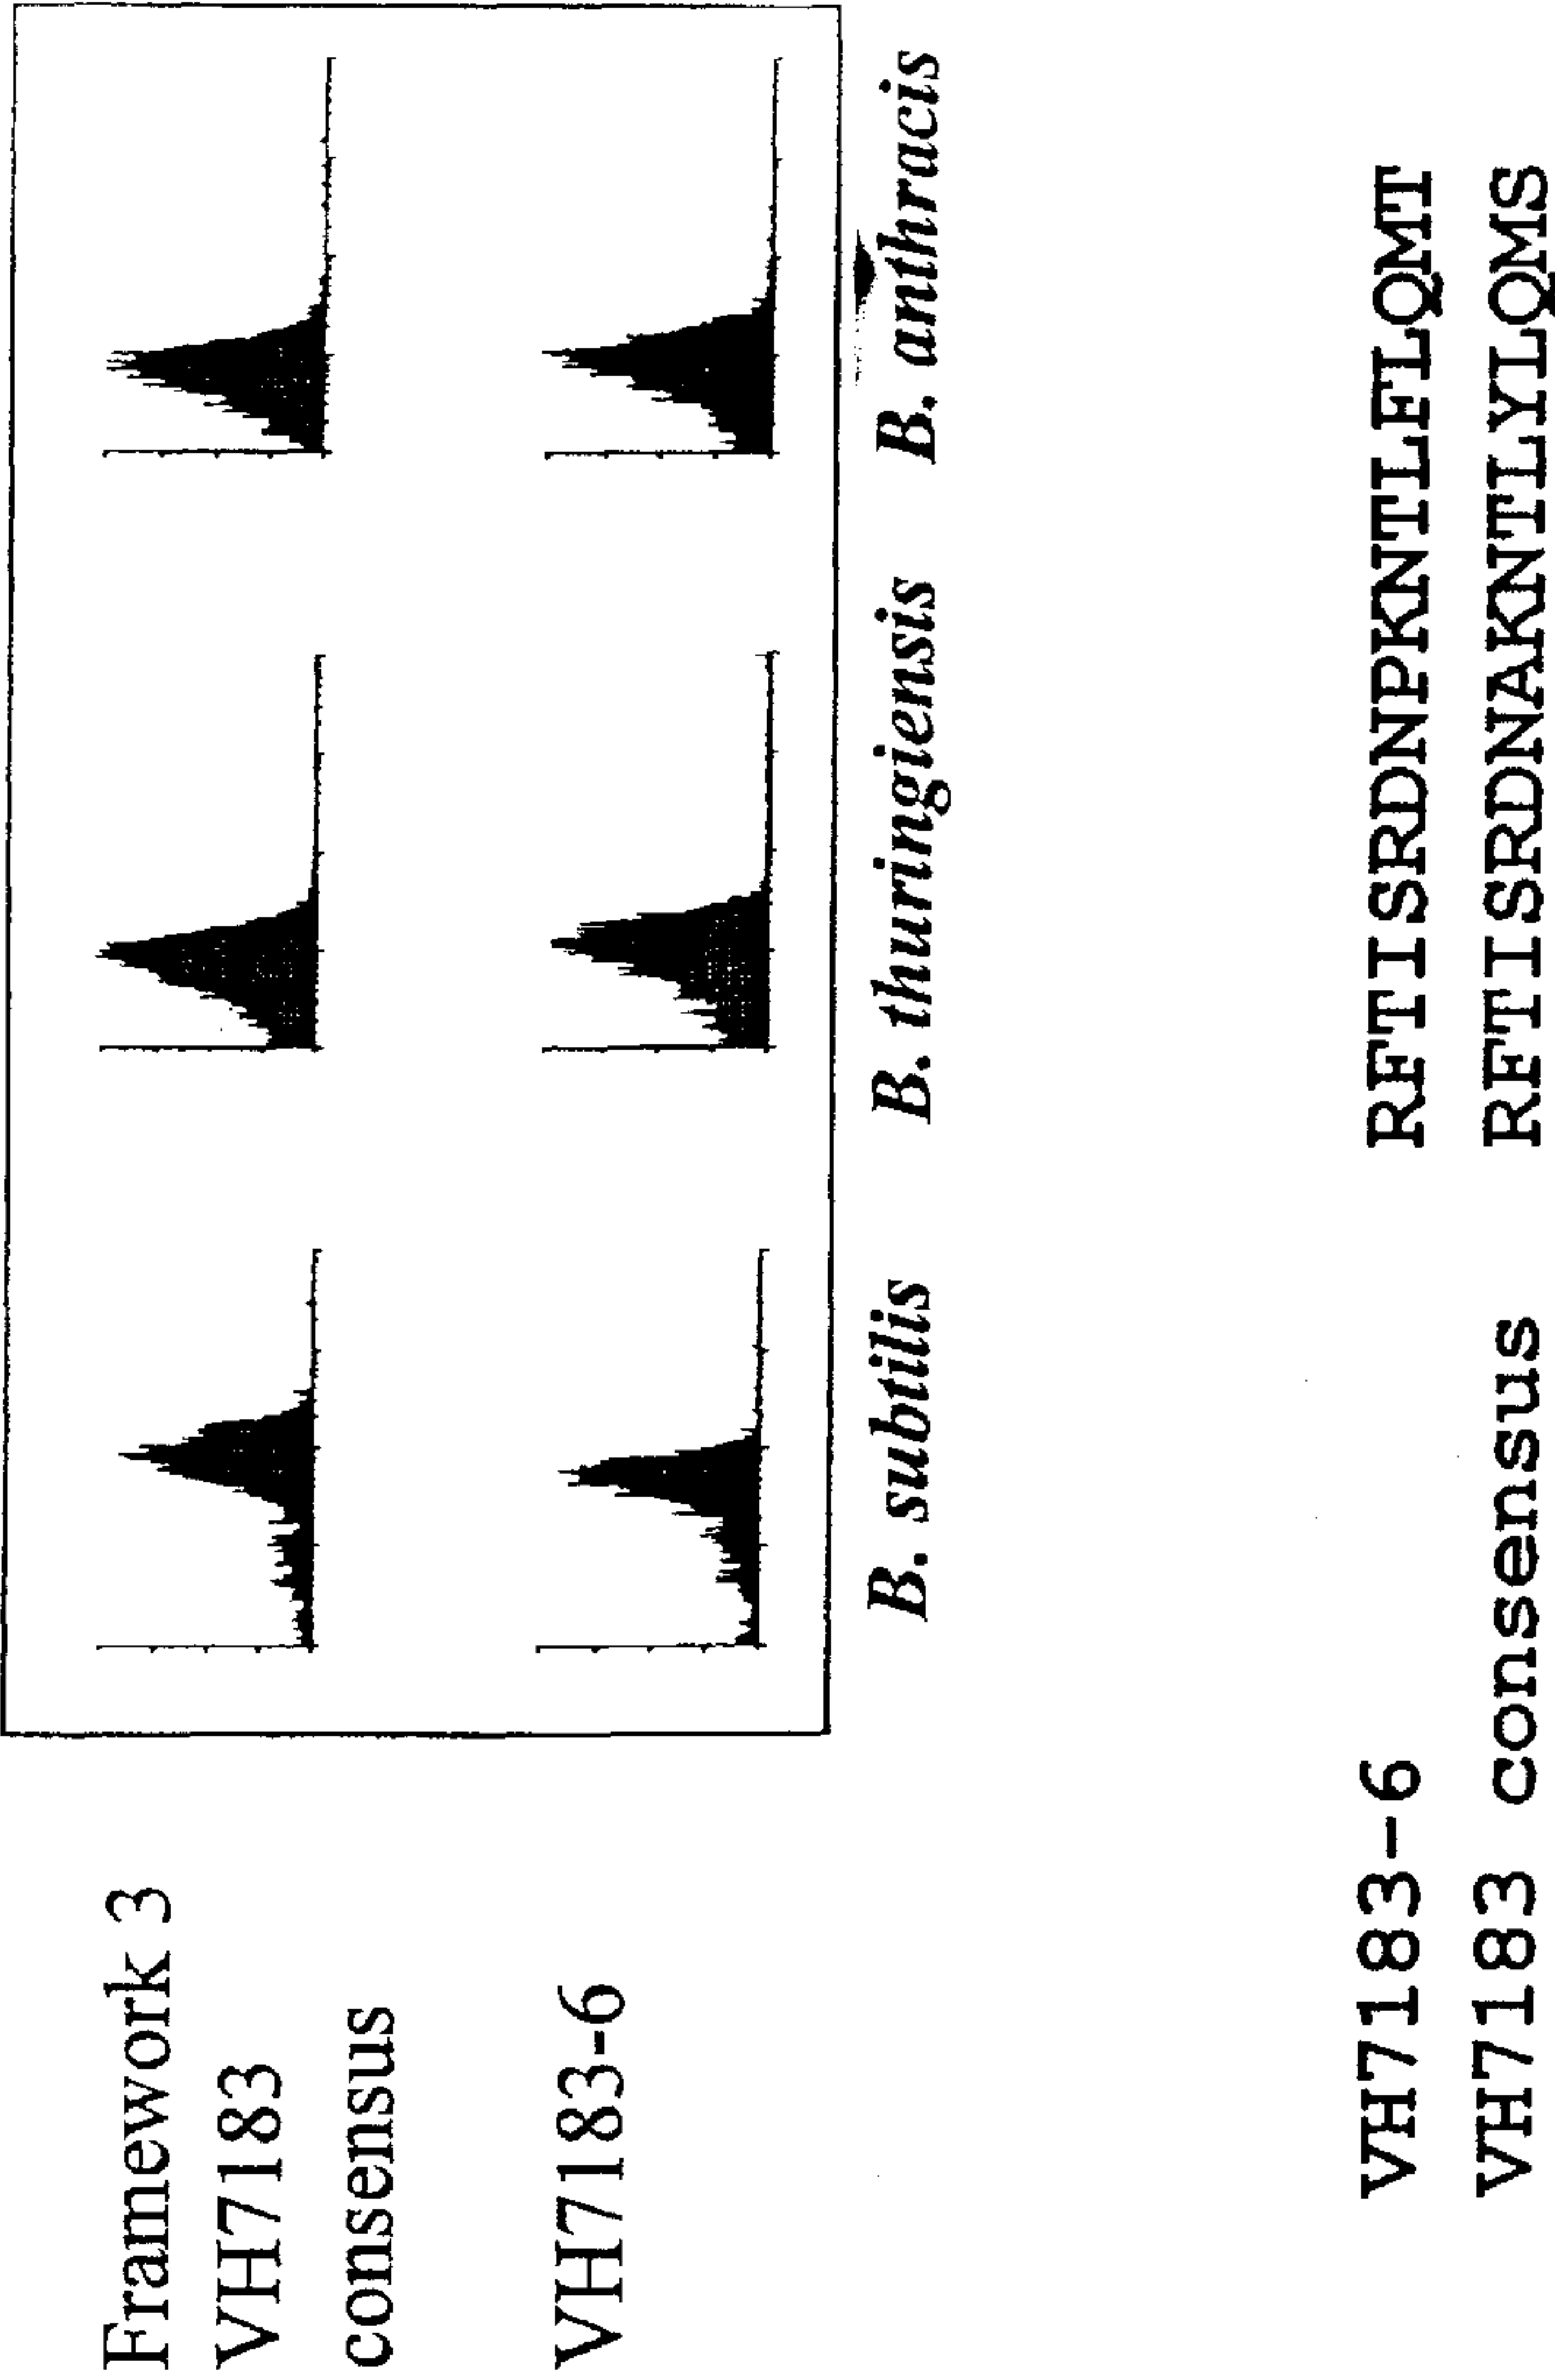 Framework 3
VH7183
consensus
VH7183-6
B. subtilis B. thuringiensis B. anthracis
VH7183-6 RFTISRDNPKNTLFLQMT
VH7183 consensus RFTISRDNAKNTLYLQMS